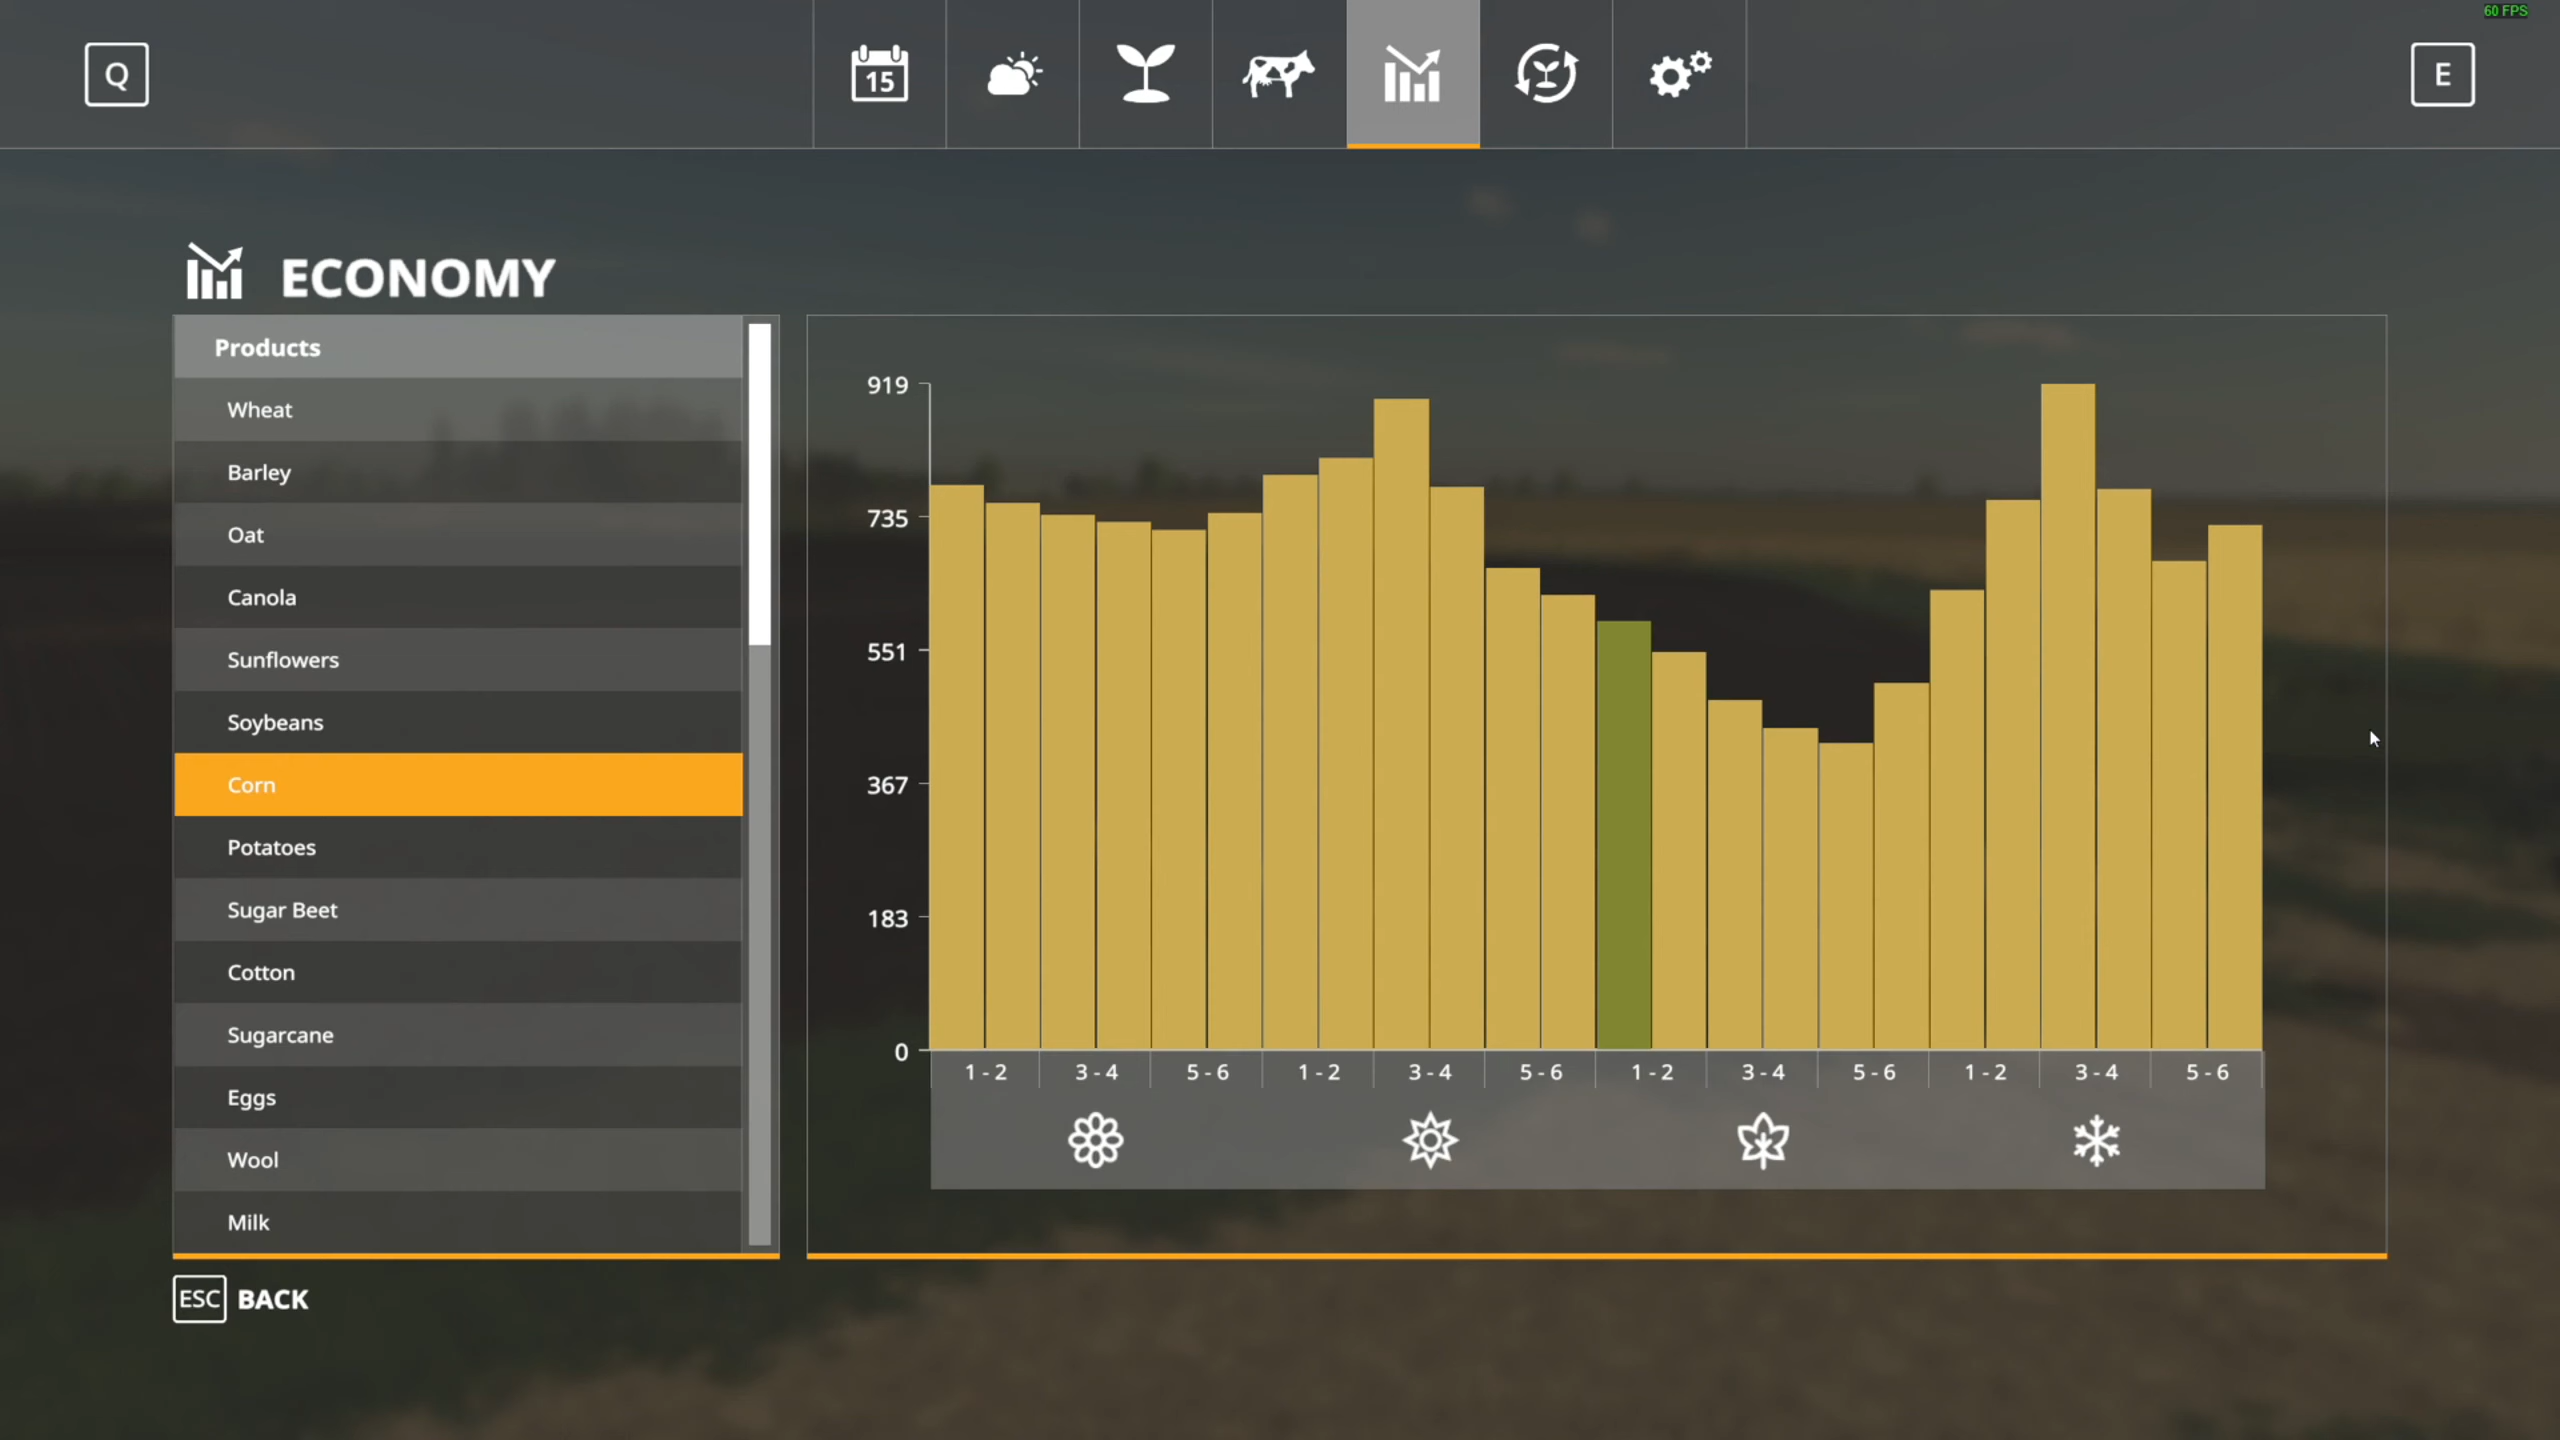 60 FPS
Q
15
E
ECONOMY
Products
Wheat
Barley
Oat
Canola
Sunflowers
Soybeans
Corn
Potatoes
Sugar Beet
Cotton
Sugarcane
Eggs
Wool
Milk
919
735
551
367
183
0
1 - 2 3 - 4 5 - 6 1 - 2 3 - 4 5 - 6 1 - 2 3 - 4 5 - 6 1 - 2 3 - 4 5 - 6
ESC BACK